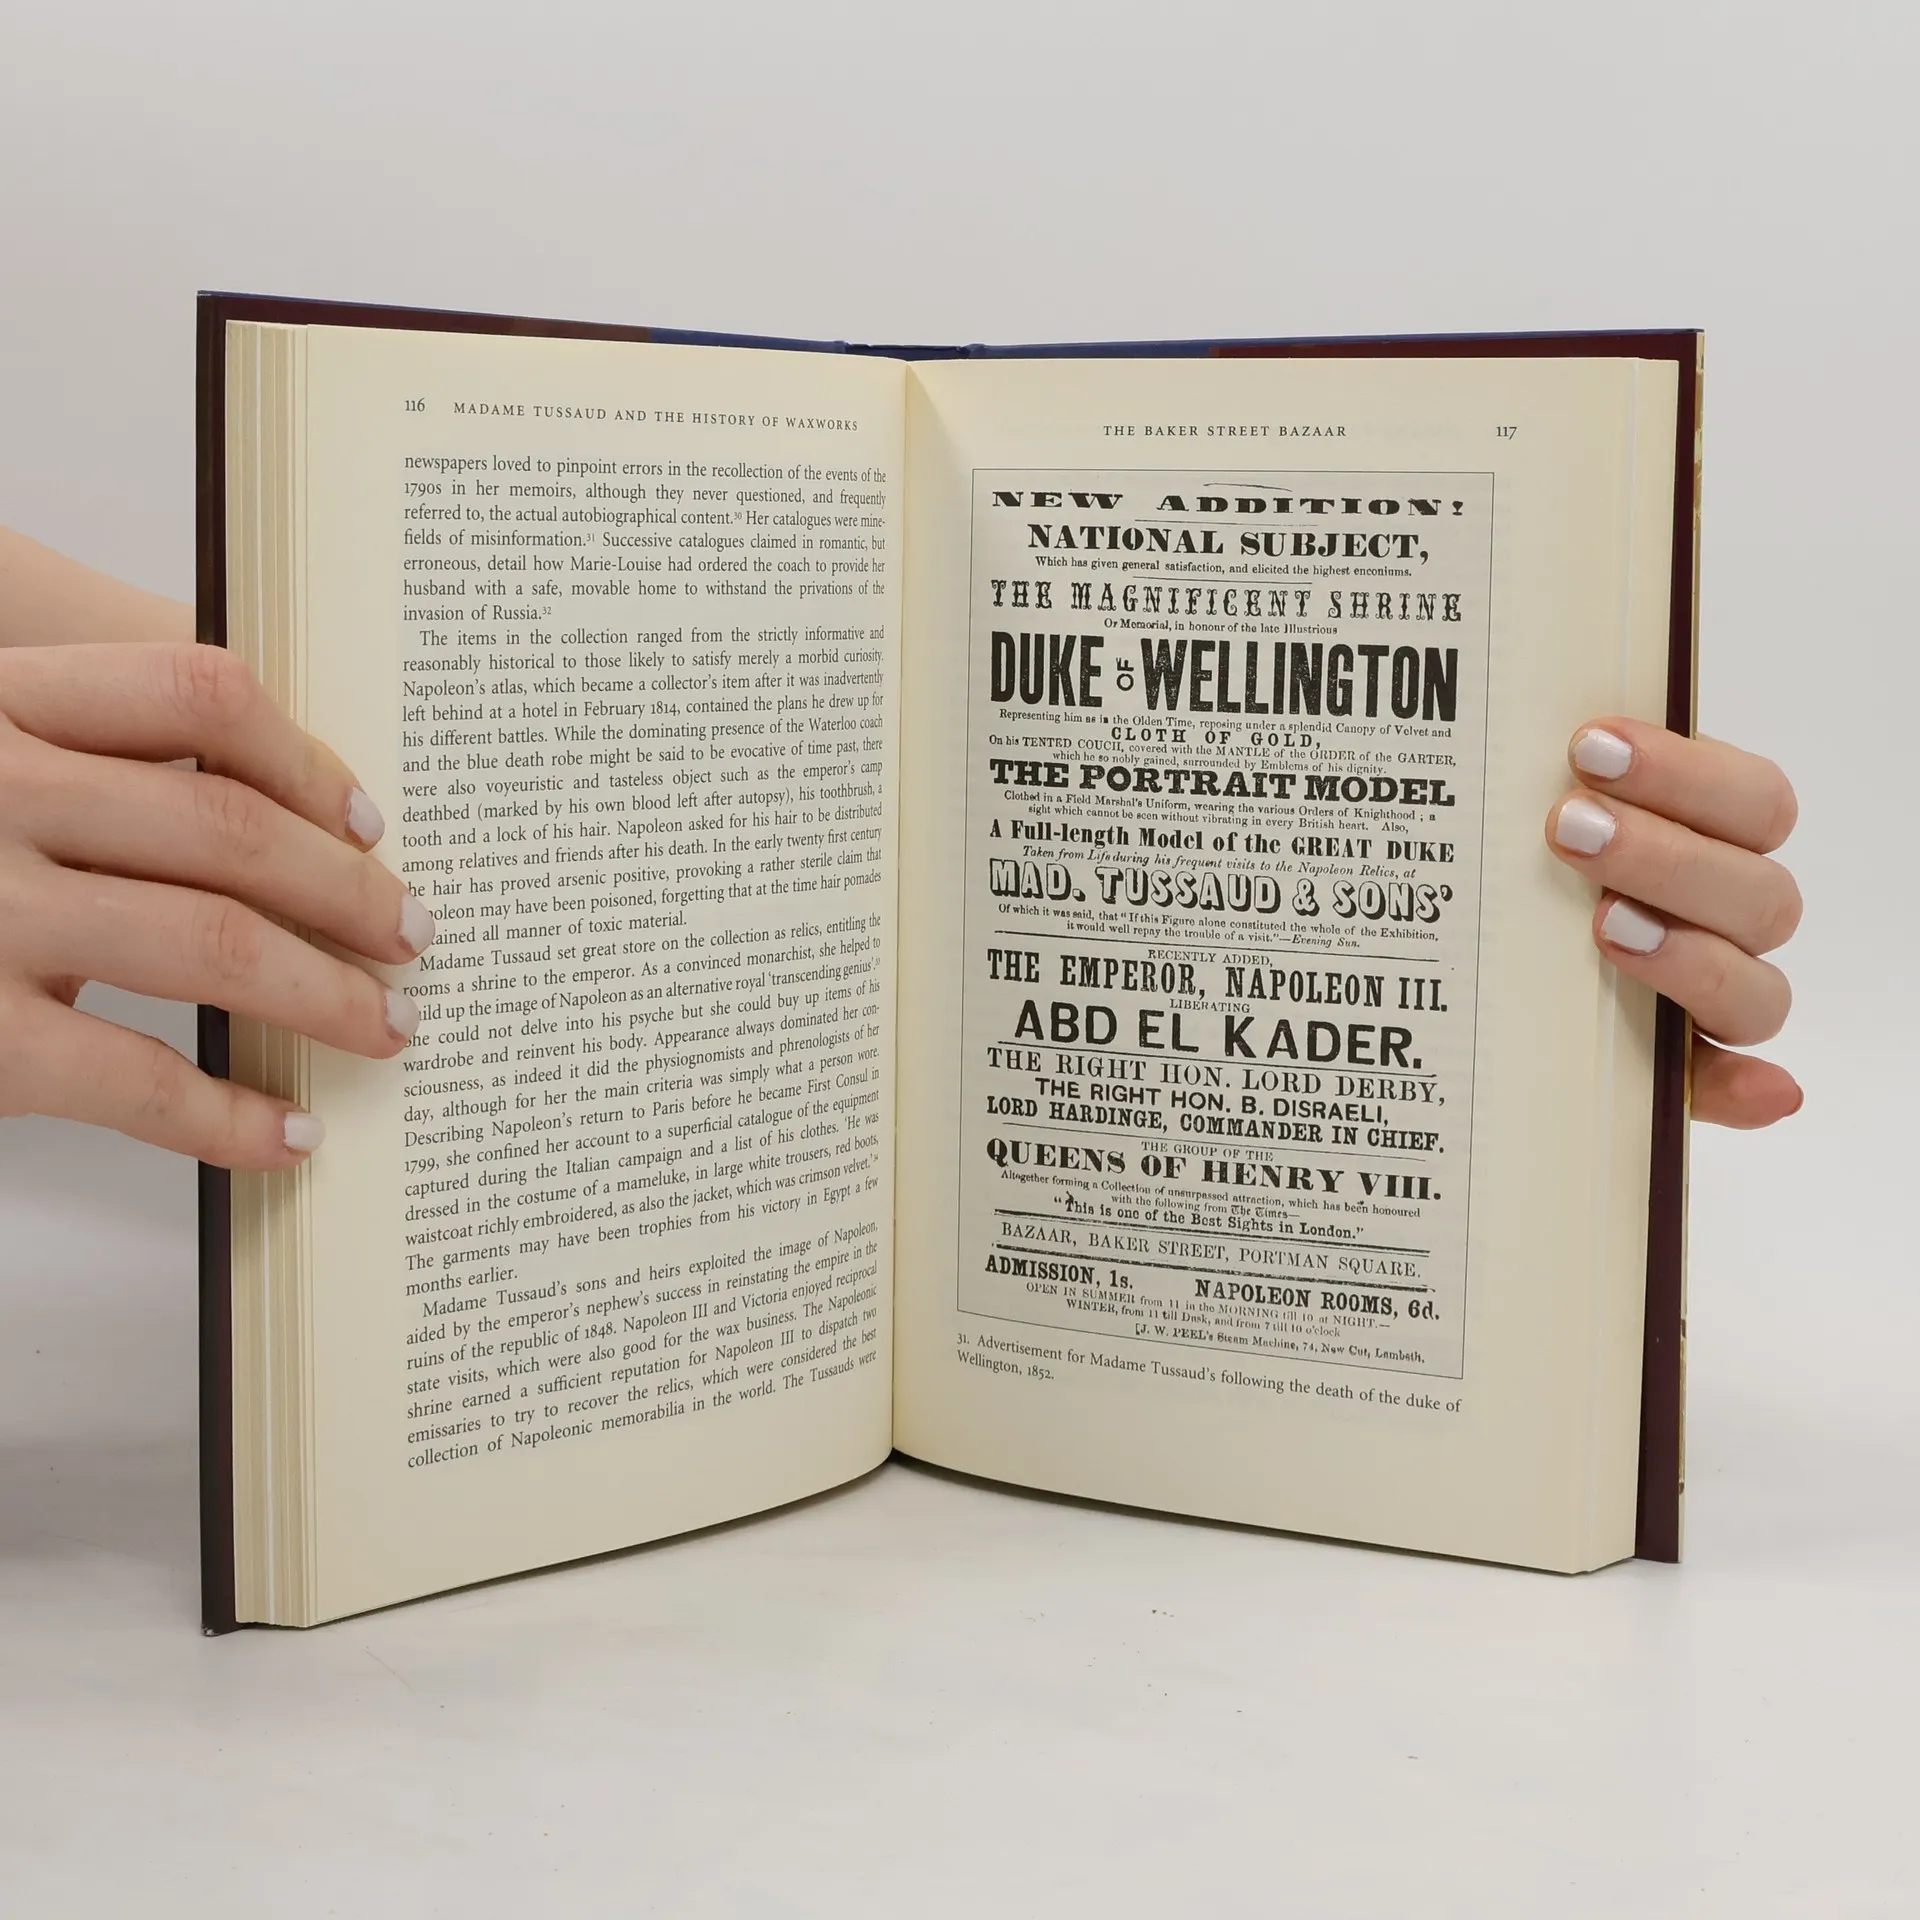 116 MADAME TUSSAUD AND THE HISTORY OF WAXWORKS
newspapers loved to pinpoint errors in the recollection of the events of the
1790s in her memoirs, although they never questioned, and frequently
referred to, the actual autobiographical content.30 Her catalogues were mine-
fields of misinformation.31 Successive catalogues claimed in romantic, but
erroneous, detail how Marie-Louise had ordered the coach to provide her
husband with a safe, movable home to withstand the privations of the
invasion of Russia.32
The items in the collection ranged from the strictly informative and
reasonably historical to those likely to satisfy merely a morbid curiosity.
Napoleon's atlas, which became a collector's item after it was inadvertently
left behind at a hotel in February 1814, contained the plans he drew up for
his different battles. While the dominating presence of the Waterloo coach
and the blue death robe might be said to be evocative of time past, there
were also voyeuristic and tasteless object such as the emperor's camp
deathbed (marked by his own blood left after autopsy), his toothbrush, a
tooth and a lock of his hair. Napoleon asked for his hair to be distributed
among relatives and friends after his death. In the early twenty first century
he hair has proved arsenic positive, provoking a rather sterile claim that
poleon may have been poisoned, forgetting that at the time hair pomades
tained all manner of toxic material.
Madame Tussaud set great store on the collection as relics, entitling the
rooms a shrine to the emperor. As a convinced monarchist, she helped to
uild up the image of Napoleon as an alternative royal 'transcending genius'.33
he could not delve into his psyche but she could buy up items of his
wardrobe and reinvent his body. Appearance always dominated her con-
sciousness, as indeed it did the physiognomists and phrenologists of her
day, although for her the main criteria was simply what a person wore.
Describing Napoleon's return to Paris before he became First Consul in
1799, she confined her account to a superficial catalogue of the equipment
captured during the Italian campaign and a list of his clothes. 'He was
dressed in the costume of a mameluke, in large white trousers, red boots,
waistcoat richly embroidered, as also the jacket, which was crimson velvet.'34
The garments may have been trophies from his victory in Egypt a few
months earlier.
Madame Tussaud's sons and heirs exploited the image of Napoleon,
aided by the emperor's nephew's success in reinstating the empire in the
ruins of the republic of 1848. Napoleon III and Victoria enjoyed reciprocal
state visits, which were also good for the wax business. The Napoleonic
shrine earned a sufficient reputation for Napoleon III to dispatch two
emissaries to try to recover the relics, which were considered the best
collection of Napoleonic memorabilia in the world. The Tussauds were
THE BAKER STREET BAZAAR 117
NEW ADDITION!
NATIONAL SUBJECT,
Which has given general satisfaction, and elicited the highest encomiums.
THE MAGNIFICENT SHRINE
Or Memorial, in honour of the late Illustrious
DUKE OF WELLINGTON
Representing him as in the Olden Time, reposing under a splendid Canopy of Velvet and
CLOTH OF GOLD,
On his TENTED COUCH, covered with the MANTLE of the ORDER of the GARTER,
which he so nobly gained, surrounded by Emblems of his dignity.
THE PORTRAIT MODEL
Clothed in a Field Marshal's Uniform, wearing the various Orders of Knighthood; a
sight which cannot be seen without vibrating in every British heart. Also,
A Full-length Model of the GREAT DUKE
Taken from Life during his frequent visits to the Napoleon Relics, at
MAD. TUSSAUD & SONS'
Of which it was said, that "If this Figure alone constituted the whole of the Exhibition,
it would well repay the trouble of a visit."—Evening Sun.
RECENTLY ADDED,
THE EMPEROR, NAPOLEON III.
LIBERATING
ABD EL KADER.
THE RIGHT HON. LORD DERBY,
THE RIGHT HON. B. DISRAELI,
LORD HARDINGE, COMMANDER IN CHIEF.
THE GROUP OF THE
QUEENS OF HENRY VIII.
Altogether forming a Collection of unsurpassed attraction, which has been honoured
with the following from The Times—
"This is one of the Best Sights in London."
BAZAAR, BAKER STREET, PORTMAN SQUARE.
ADMISSION, 1s. NAPOLEON ROOMS, 6d.
OPEN IN SUMMER from 11 in the MORNING till 10 at NIGHT.—
WINTER, from 11 till Dusk, and from 7 till 10 o'clock
[J. W. PEEL's Steam Machine, 74, New Cut, Lambeth.
31. Advertisement for Madame Tussaud's following the death of the duke of
Wellington, 1852.